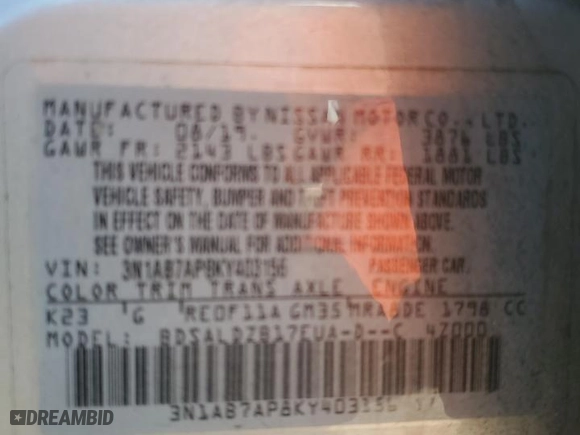 MANUFACTURED BY NISSAN MOTOR CO., LTD.
DATE: 08/19. GVWR: 3876 LBS
GAWR FR: 2143 LBS GAWR RR: 1881 LBS
THIS VEHICLE CONFORMS TO ALL APPLICABLE FEDERAL MOTOR
VEHICLE SAFETY, BUMPER AND THEFT PREVENTION STANDARDS
IN EFFECT ON THE DATE OF MANUFACTURE SHOWN ABOVE.
SEE OWNER'S MANUAL FOR ADDITIONAL INFORMATION.
VIN: 3N1AB7AP8KY403156 PASSENGER CAR.
COLOR TRIM TRANS AXLE ENGINE
K23 G RE0F11A GM35 MRA8DE 1798 CC
MODEL: BDSALDZB17EUA-D--C 4Z000
3N1AB7AP8KY403156
DREAMBID